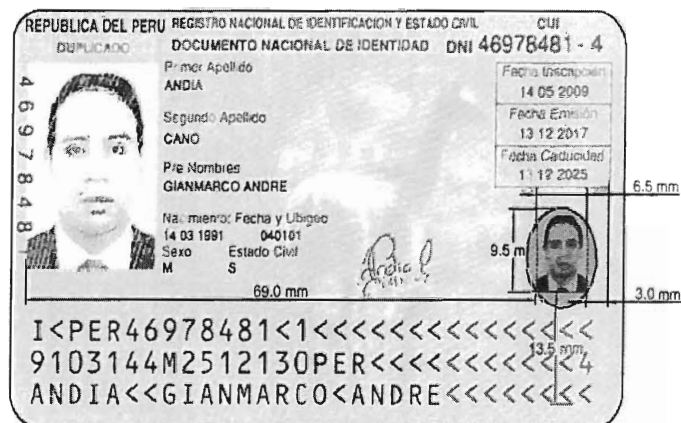 REPUBLICA DEL PERU REGISTRO NACIONAL DE IDENTIFICACION Y ESTADO CIVIL CUI
DUPLICADO DOCUMENTO NACIONAL DE IDENTIDAD DNI 46978481 - 4
46978481
Primer Apellido
ANDIA
Segundo Apellido
CANO
Pre Nombres
GIANMARCO ANDRE
Nacimiento: Fecha y Ubigeo
14 03 1991 040101
Sexo Estado Civil
M S
Fecha Inscripción
14 05 2009
Fecha Emisión
13 12 2017
Fecha Caducidad
13 12 2025
6.5 mm
9.5 m
69.0 mm
3.0 mm
13.5 mm
I<PER46978481<1<<<<<<<<<<<<<<<
9103144M2512130PER<<<<<<<<<<<4
ANDIA<<GIANMARCO<ANDRE<<<<<<<<